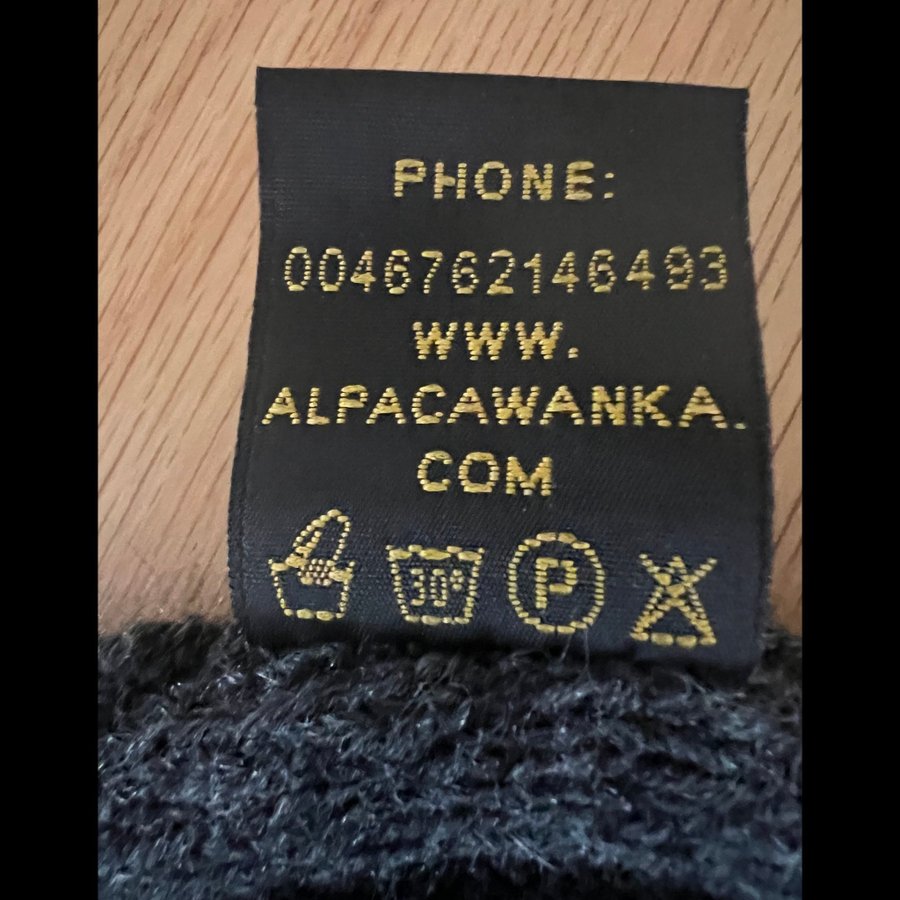 PHONE:
0046762146493
WWW.
ALPACAWANKA.
COM
30°
P